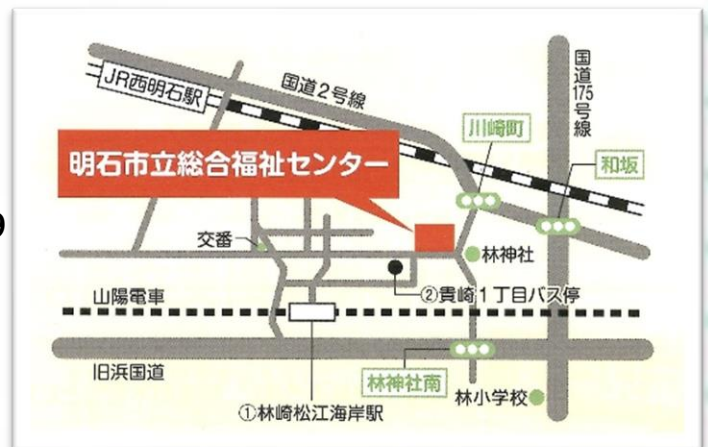 国道2号線
国道175号線
JR西明石駅
川崎町
明石市立総合福祉センター
和坂
交番
林神社
②貴崎1丁目バス停
山陽電車
旧浜国道
林神社南
林小学校
①林崎松江海岸駅